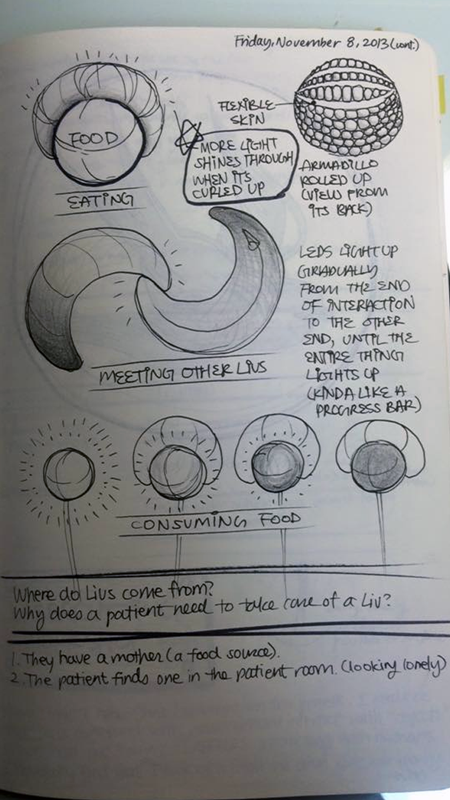 Friday, November 8, 2013 (cont.)
FOOD
EATING
FLEXIBLE
SKIN
MORE LIGHT
SHINES THROUGH
WHEN IT'S
CURLED UP
ARMADILLO
ROLLED UP
(VIEW FROM
ITS BACK)
MEETING OTHER LIVS
LEDS LIGHT UP
GRADUALLY
FROM THE END
OF INTERACTION
TO THE OTHER
END, UNTIL THE
ENTIRE THING
LIGHTS UP
(KINDA LIKE A
PROGRESS BAR)
CONSUMING FOOD
Where do Livs come from?
Why does a patient need to take care of a Liv?
1. They have a mother (a food source).
2. The patient finds one in the patient room. (looking lonely)